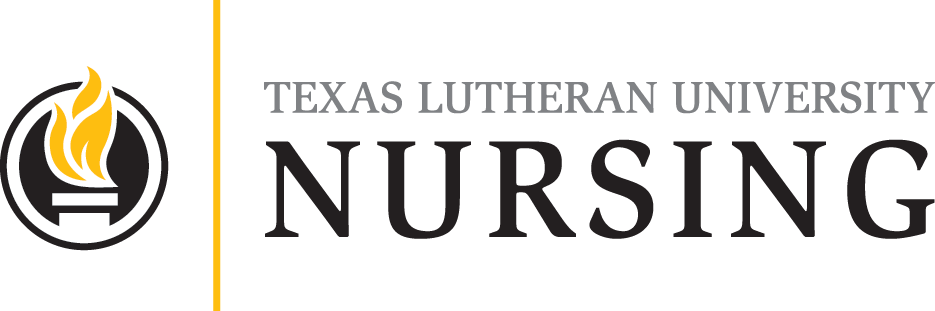 TEXAS LUTHERAN UNIVERSITY
NURSING